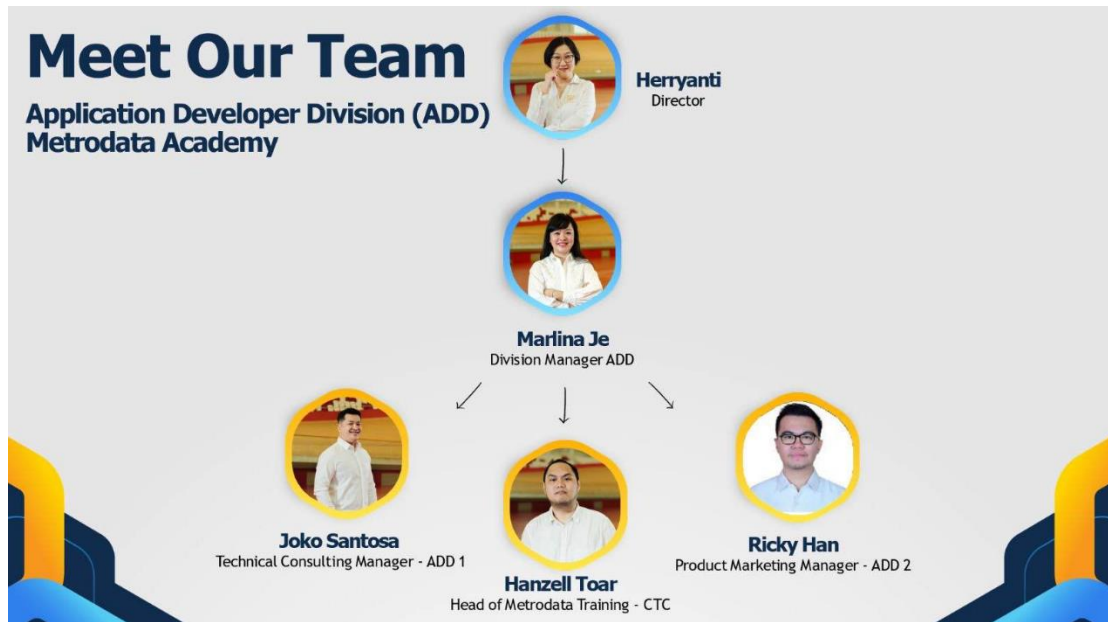 Meet Our Team
Application Developer Division (ADD)
Metrodata Academy
Herryanti
Director
Marlina Je
Division Manager ADD
Joko Santosa
Technical Consulting Manager - ADD 1
Hanzell Toar
Head of Metrodata Training - CTC
Ricky Han
Product Marketing Manager - ADD 2